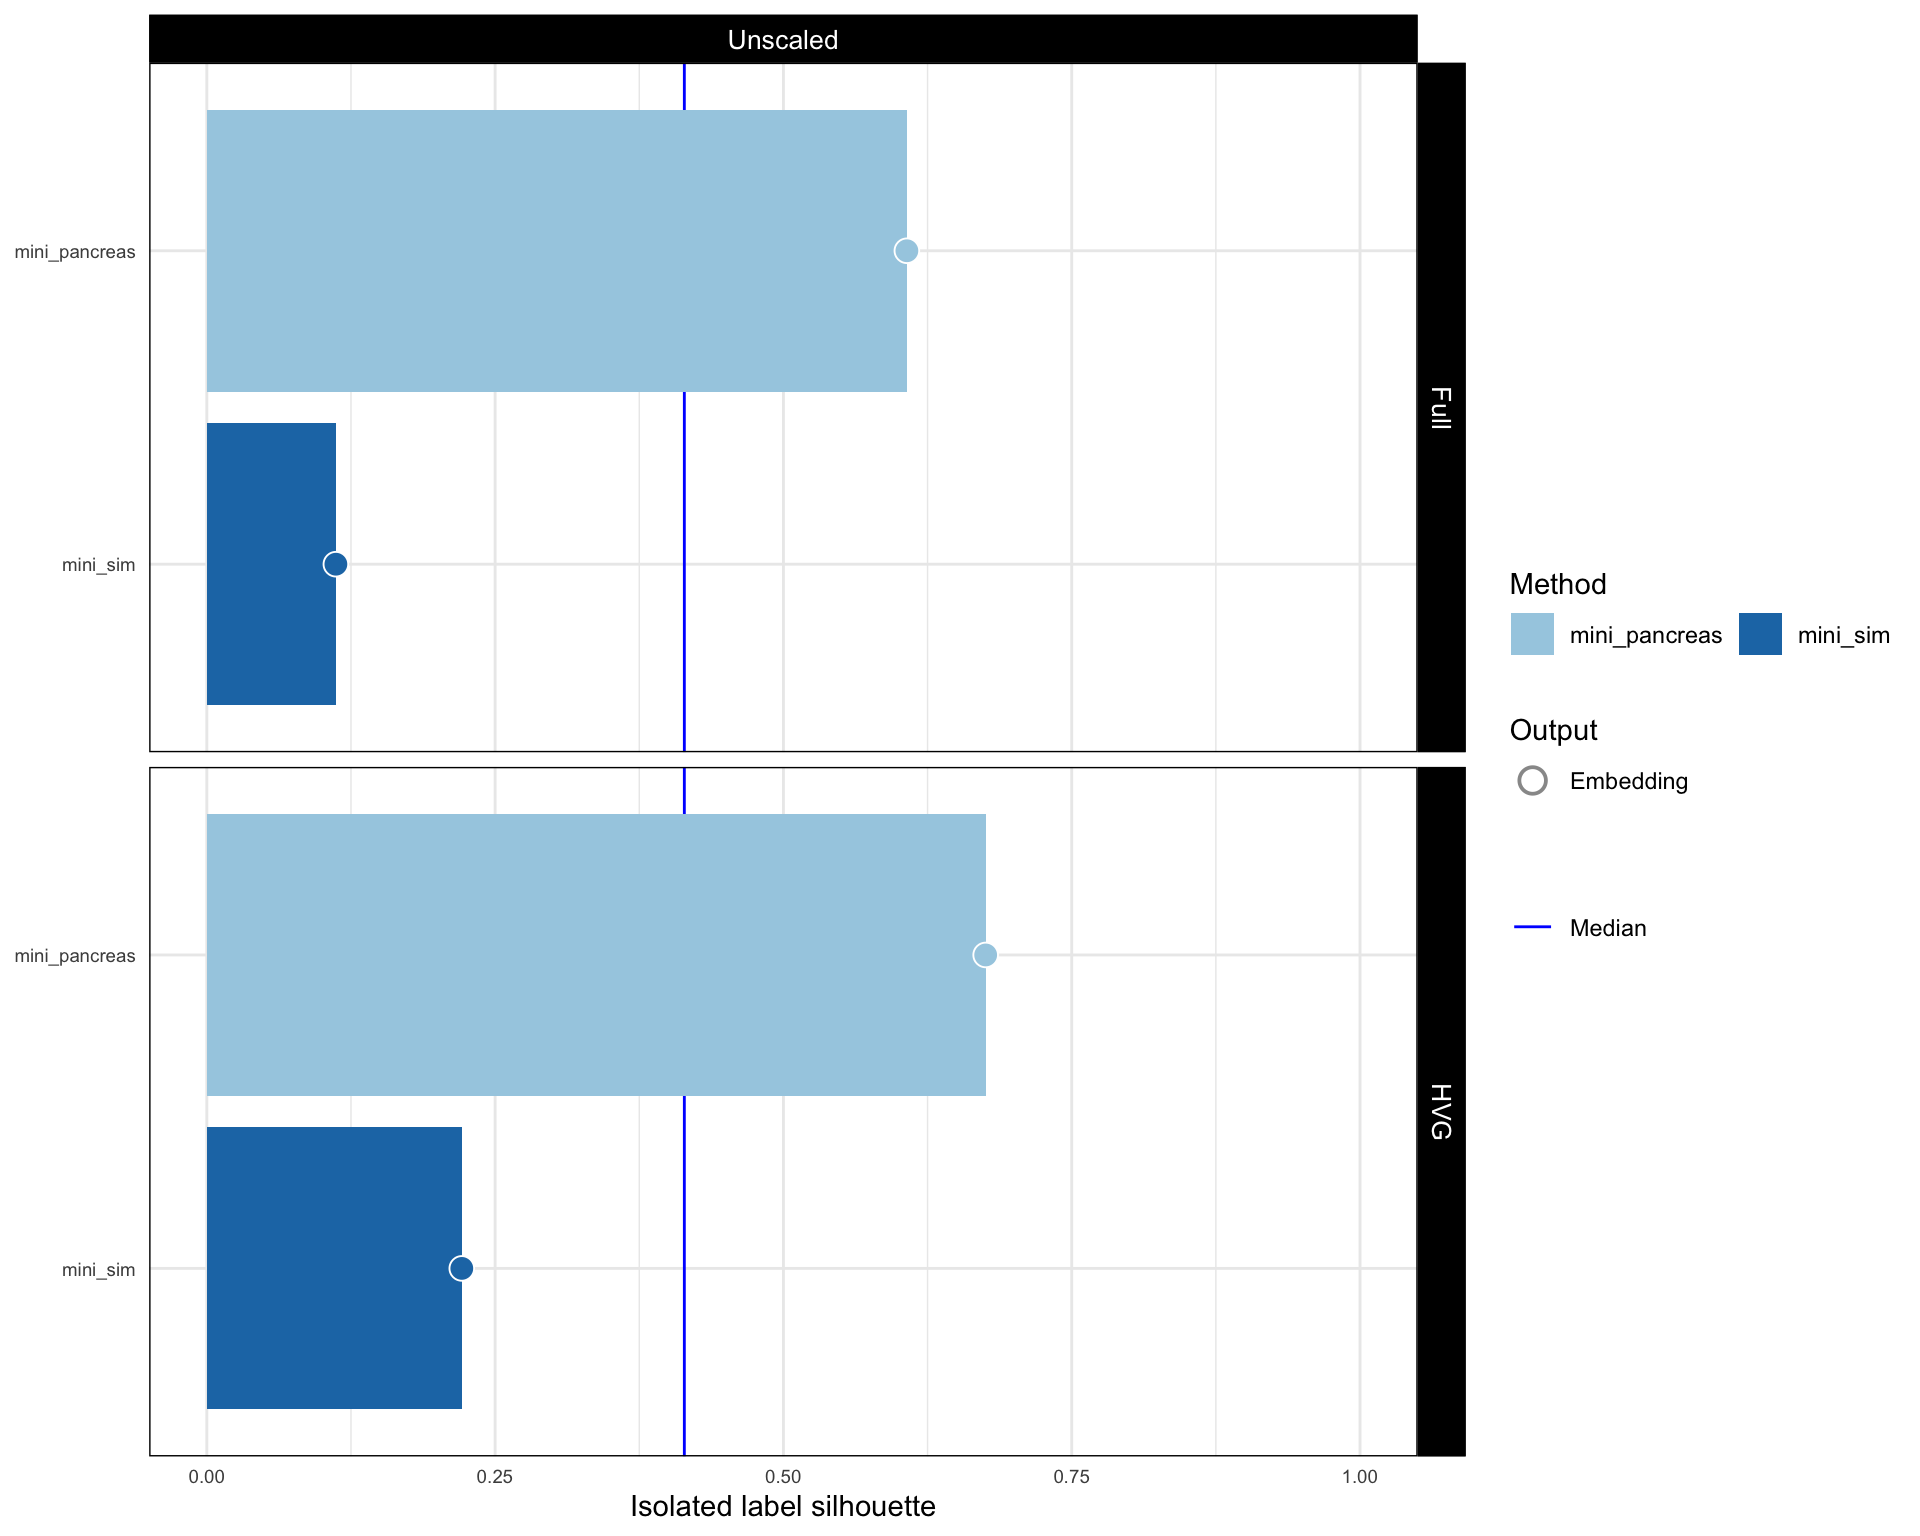 Unscaled
mini_pancreas
mini_sim
Full
mini_pancreas
mini_sim
HVG
0.00 0.25 0.50 0.75 1.00
Isolated label silhouette
Method
mini_pancreas mini_sim
Output
Embedding
Median